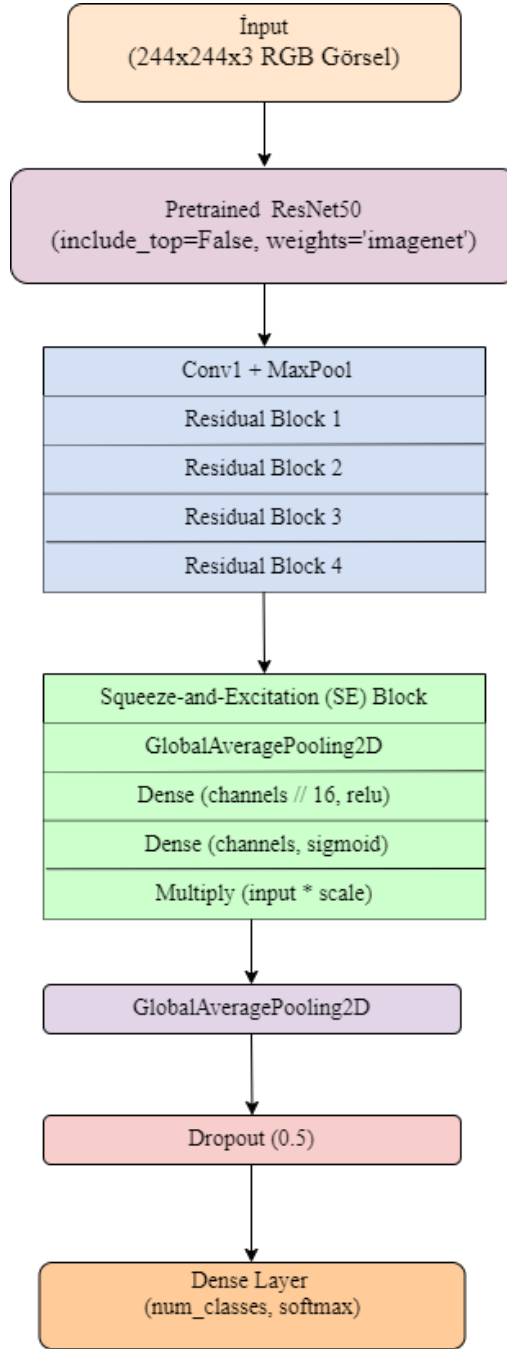 İnput
(244x244x3 RGB Görsel)
Pretrained ResNet50
(include_top=False, weights='imagenet')
Conv1 + MaxPool
Residual Block 1
Residual Block 2
Residual Block 3
Residual Block 4
Squeeze-and-Excitation (SE) Block
GlobalAveragePooling2D
Dense (channels // 16, relu)
Dense (channels, sigmoid)
Multiply (input * scale)
GlobalAveragePooling2D
Dropout (0.5)
Dense Layer
(num_classes, softmax)